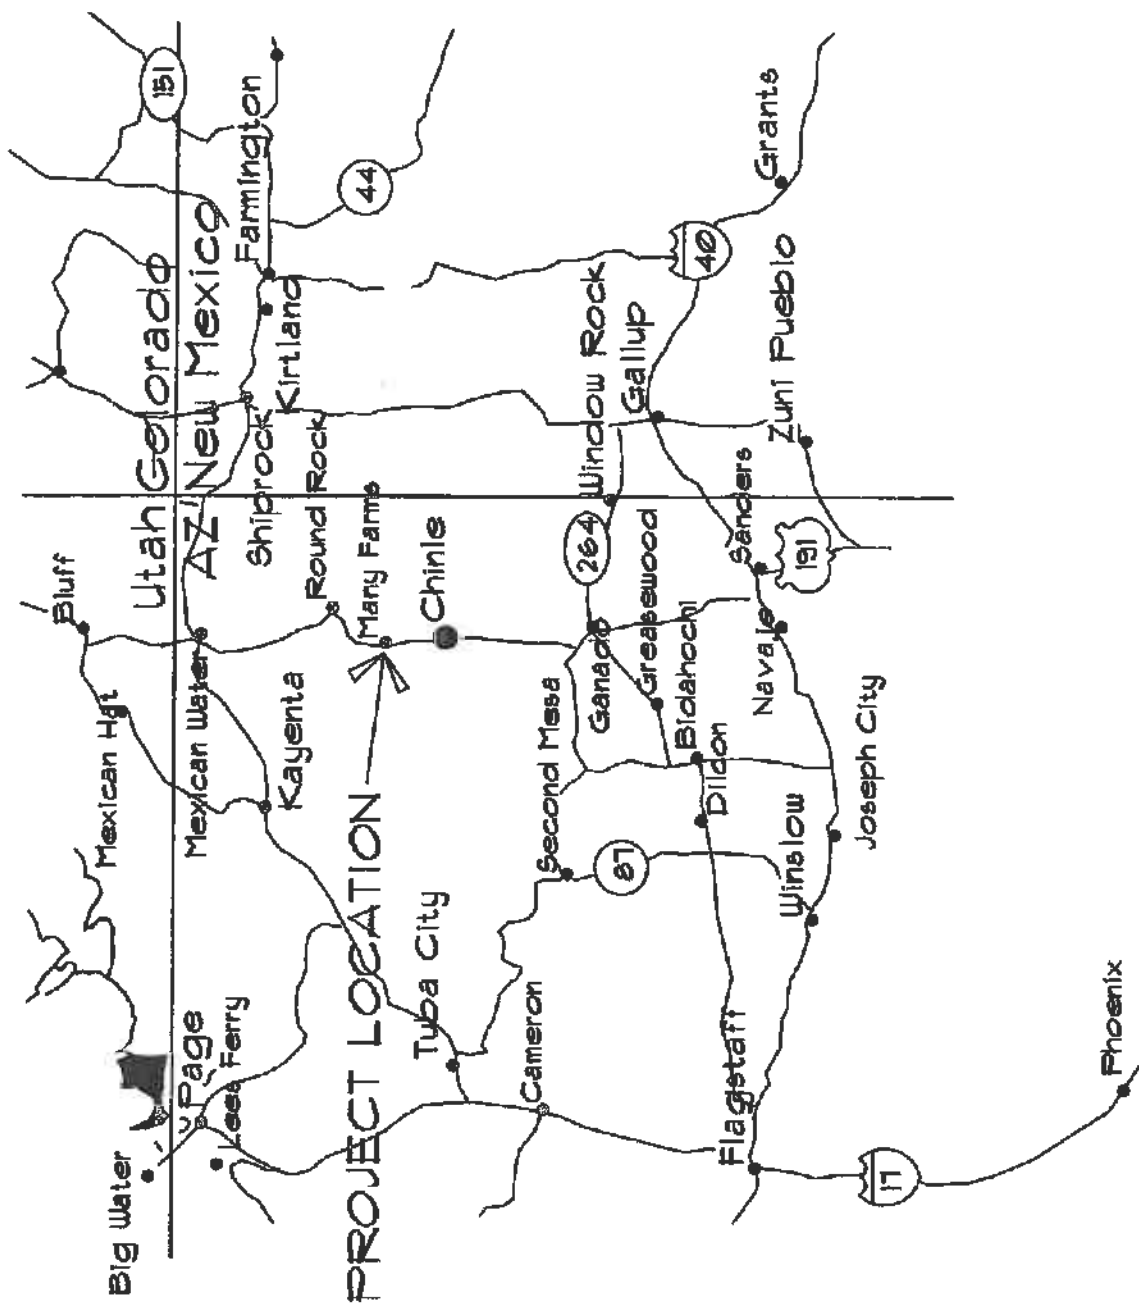 Bluff
Mexican Hat
Big Water
151
Utah Colorado
Page
Mexican Water
AZ New Mexico
Lees Ferry
Shiprock
Farmington
Kayenta
Kirtland
Round Rock
PROJECT LOCATION
Many Farms
44
Tuba City
Chinle
Cameron
Second Mesa
264
Window Rock
Ganado
87
Greasewood
Gallup
Bidahochi
Dilcon
40
Flagstaff
Sanders
Navajo
Grants
Winslow
Zuni Pueblo
191
Joseph City
17
Phoenix